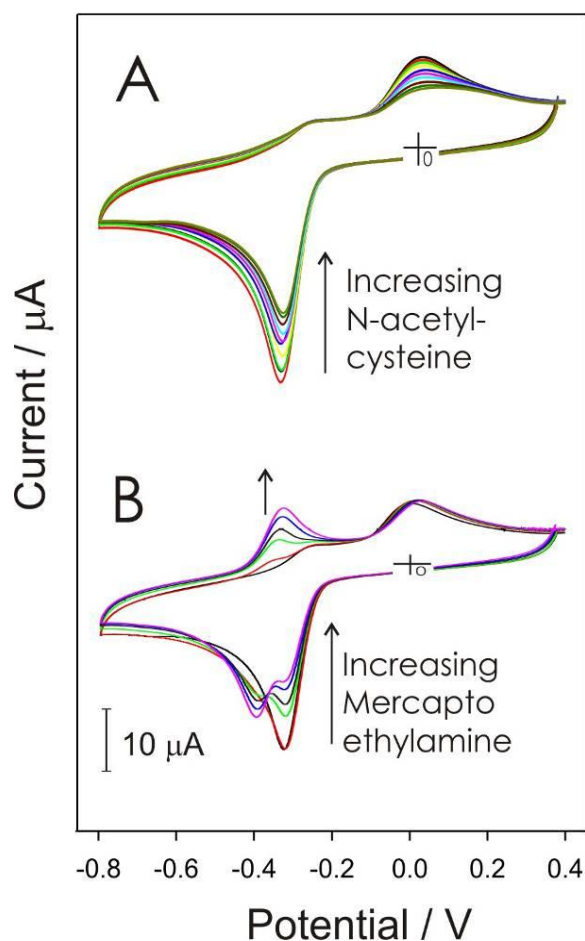 A
0
Increasing
N-acetyl-
cysteine
Current / μA
B
0
Increasing
Mercapto
ethylamine
10 μA
-0.8 -0.6 -0.4 -0.2 0.0 0.2 0.4
Potential / V